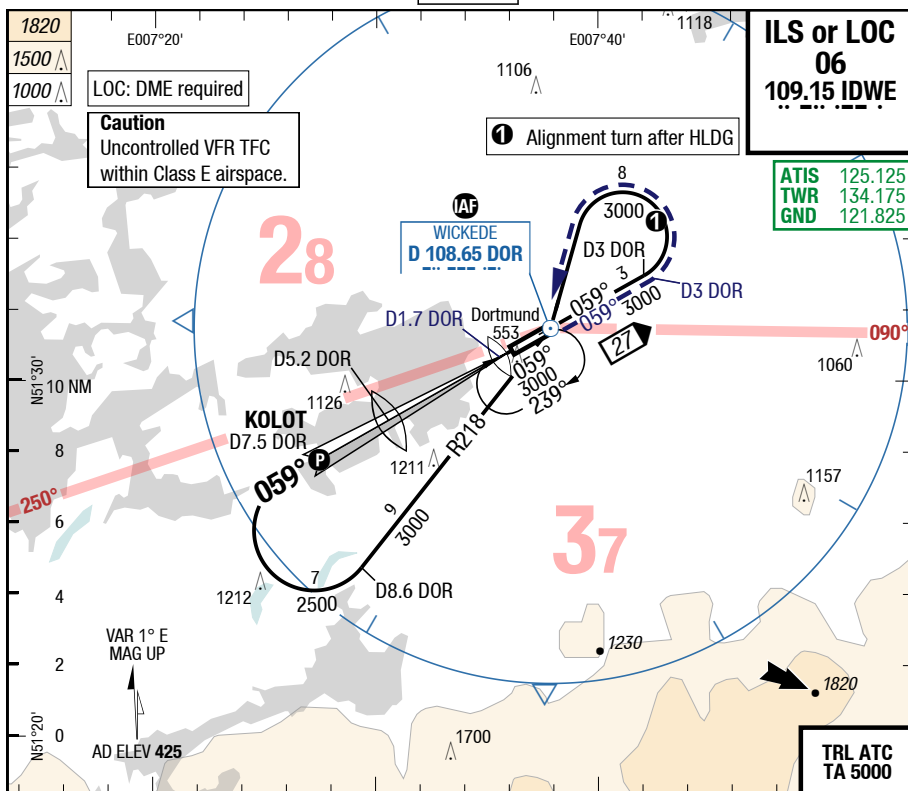 1820
1500
1000
E007°20'
E007°40'
1118
ILS or LOC
06
109.15 IDWE
LOC: DME required
1106
Caution
Uncontrolled VFR TFC
within Class E airspace.
1 Alignment turn after HLDG
ATIS 125.125
TWR 134.175
GND 121.825
IAF
WICKEDE
D 108.65 DOR
8
3000
1
28
D3 DOR
3
3000
D3 DOR
059°
059°
D1.7 DOR
Dortmund
553
27
090°
1060
D5.2 DOR
059°
3000
239°
N51°30'
10 NM
1126
KOLOT
D7.5 DOR
P
059°
R218
1211
8
250°
1157
6
9
3000
37
4
1212
7
2500
D8.6 DOR
VAR 1° E
MAG UP
1230
2
1820
N51°20'
0
AD ELEV 425
1700
TRL ATC
TA 5000